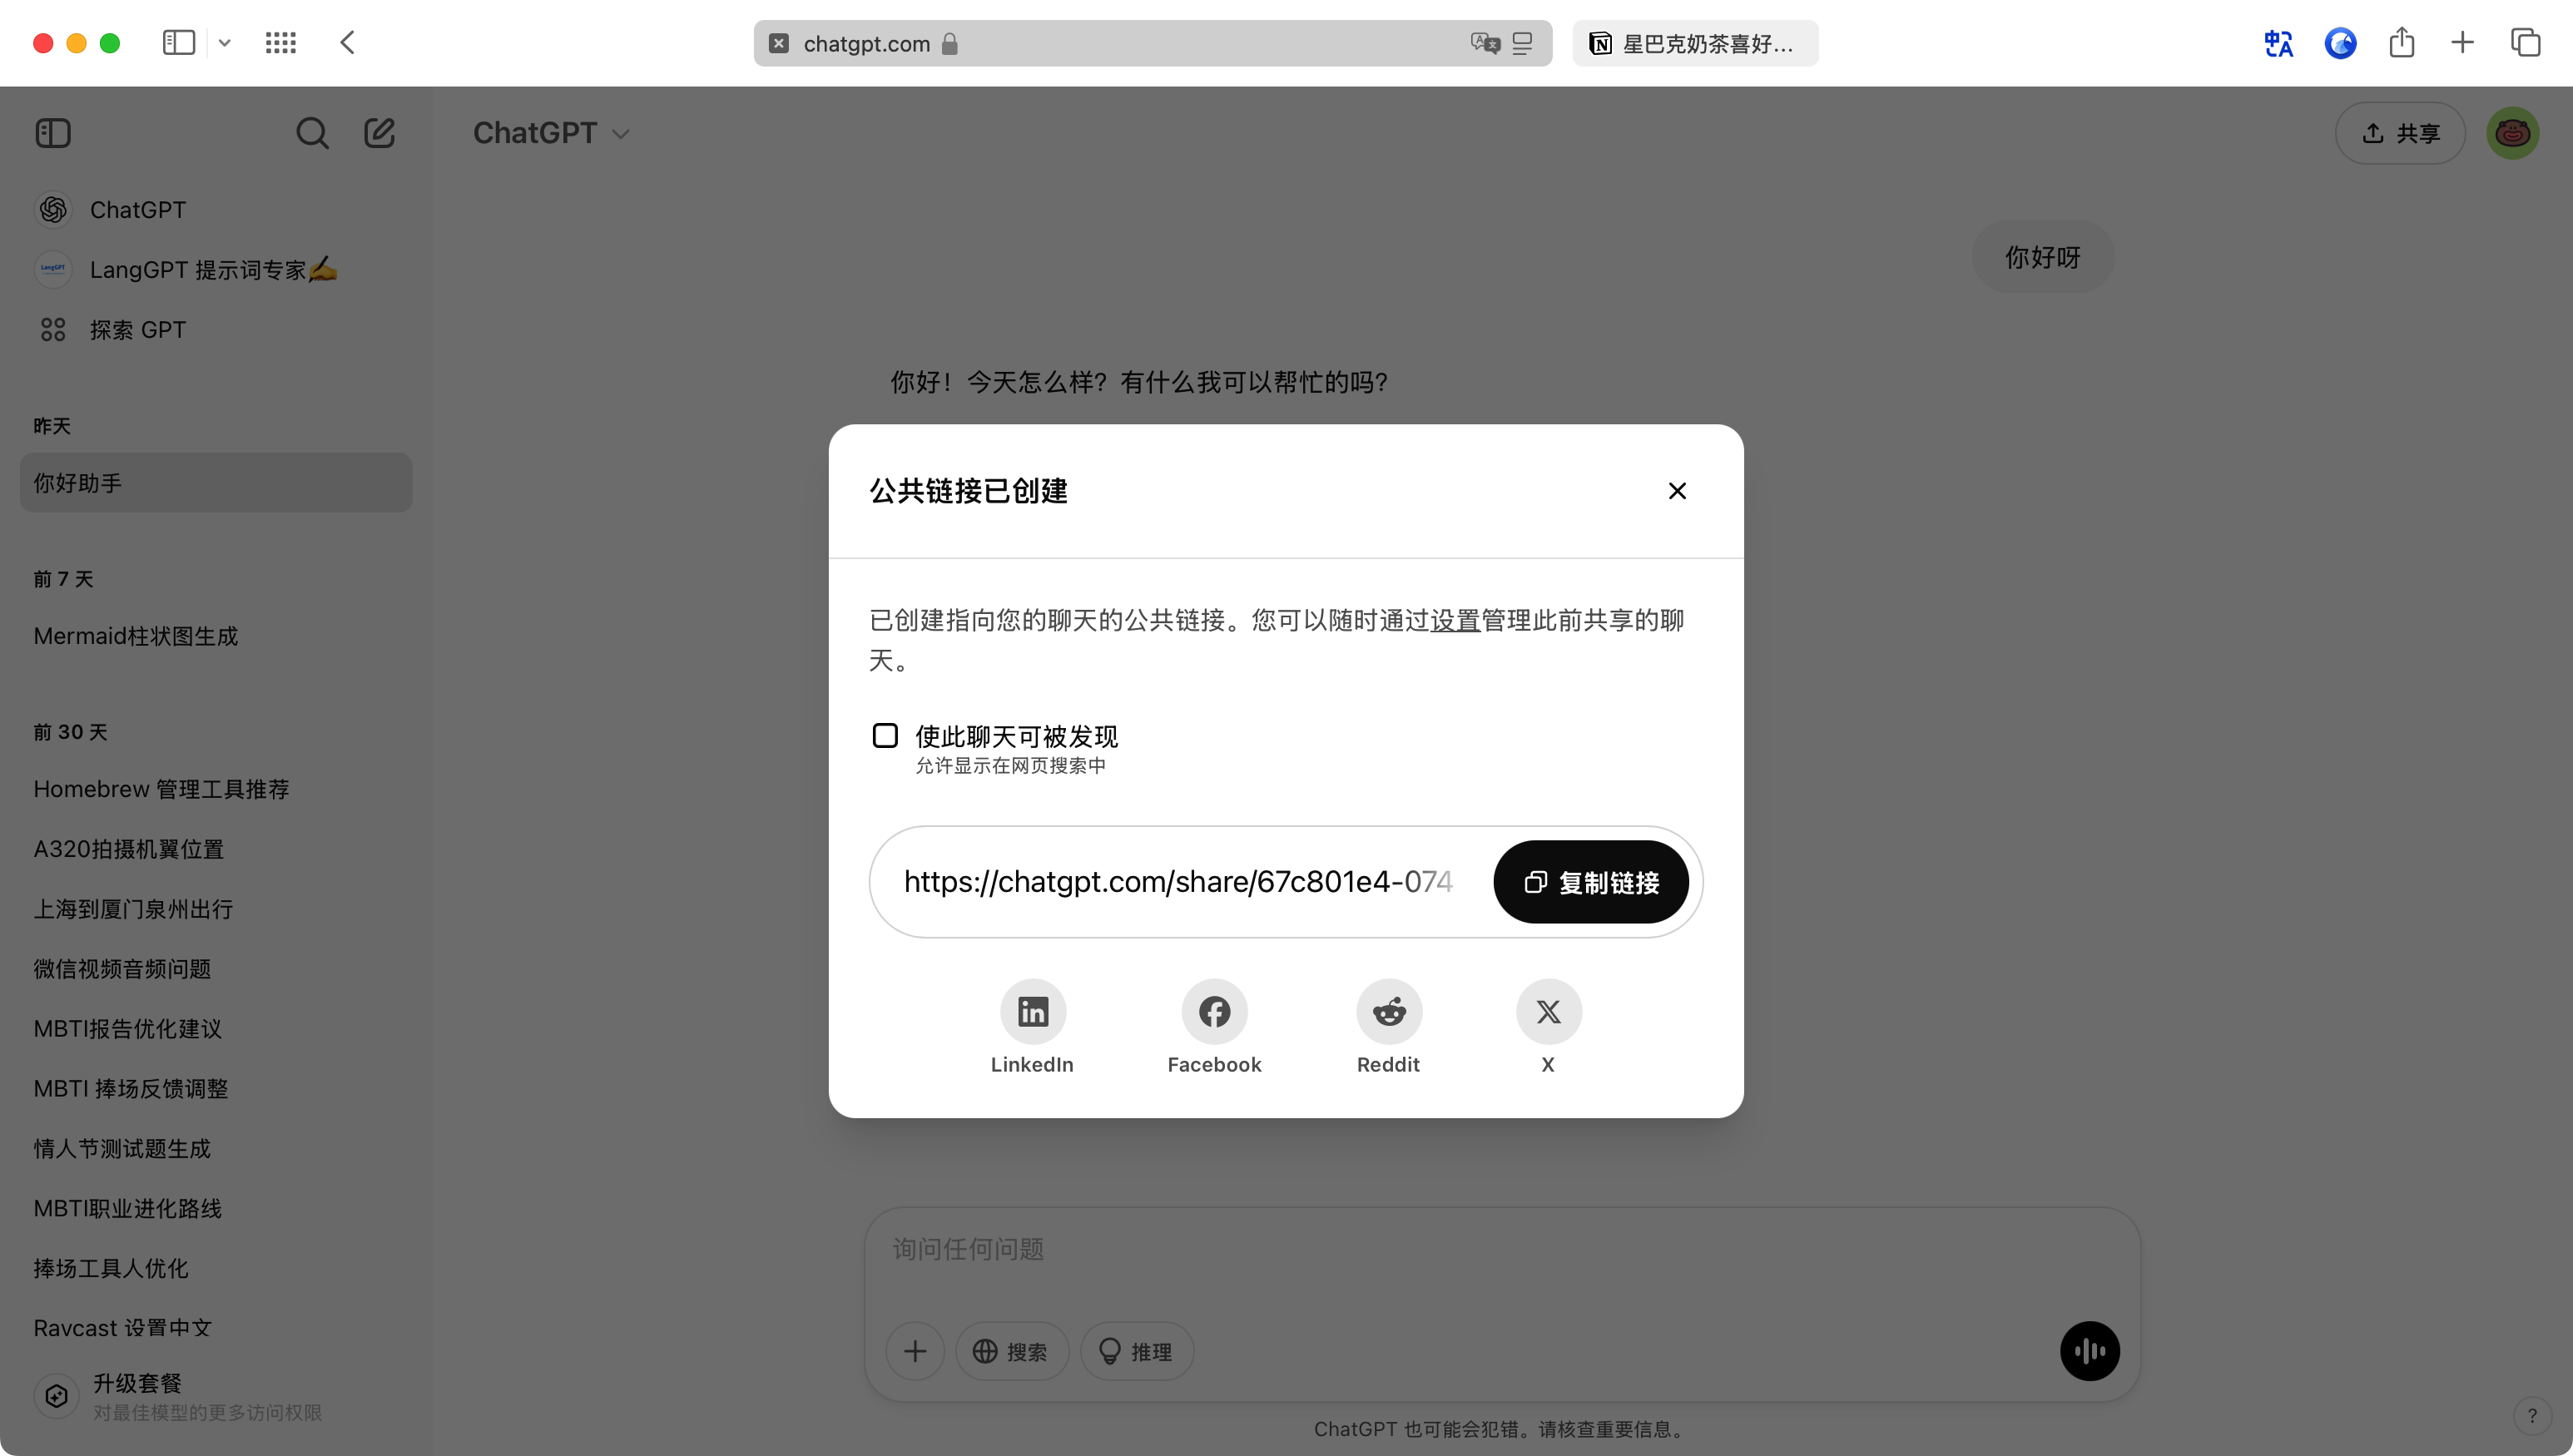 chatgpt.com
星巴克奶茶喜好...
ChatGPT
共享
ChatGPT
LangGPT
LangGPT 提示词专家✍️
探索 GPT
昨天
你好助手
前 7 天
Mermaid柱状图生成
前 30 天
Homebrew 管理工具推荐
A320拍摄机翼位置
上海到厦门泉州出行
微信视频音频问题
MBTI报告优化建议
MBTI 捧场反馈调整
情人节测试题生成
MBTI职业进化路线
捧场工具人优化
Raycast 设置中文
升级套餐
对最佳模型的更多访问权限
你好呀
你好！今天怎么样？有什么我可以帮忙的吗?
公共链接已创建
已创建指向您的聊天的公共链接。您可以随时通过设置管理此前共享的聊
天。
使此聊天可被发现
允许显示在网页搜索中
https://chatgpt.com/share/67c801e4-074
复制链接
LinkedIn
Facebook
Reddit
X
询问任何问题
搜索
推理
ChatGPT 也可能会犯错。请核查重要信息。
?